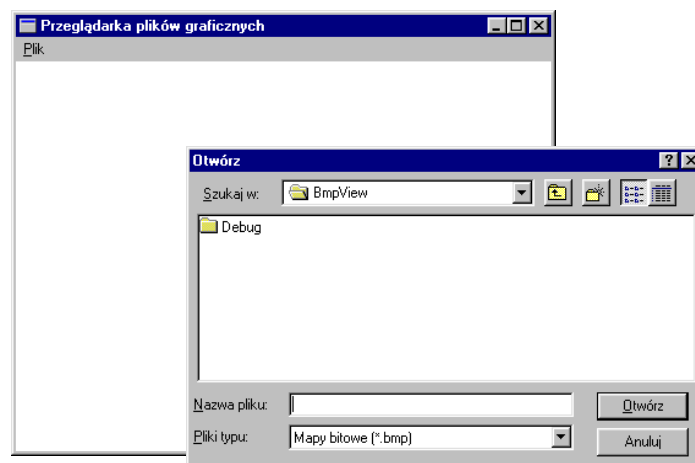 Przeglądarka plików graficznych
Plik
Otwórz
Szukaj w: BmpView
Debug
Nazwa pliku: Otwórz
Pliki typu: Mapy bitowe (*.bmp) Anuluj